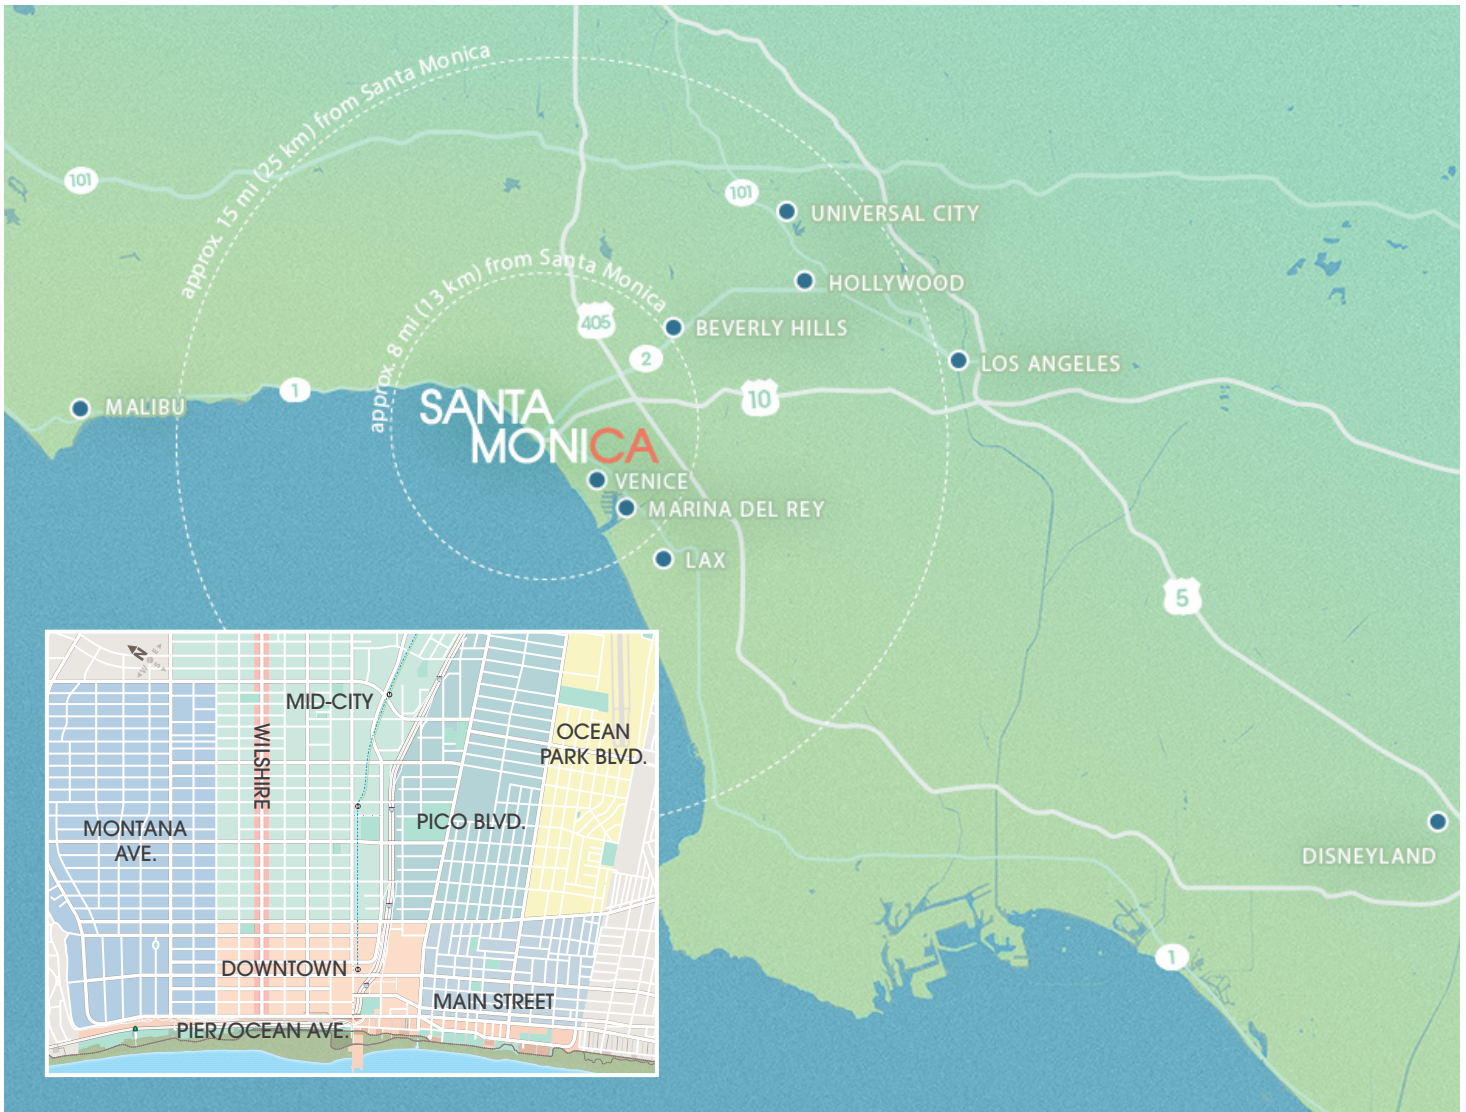 approx. 15 mi (25 km) from Santa Monica
101
101
UNIVERSAL CITY
approx. 8 mi (13 km) from Santa Monica
HOLLYWOOD
405
BEVERLY HILLS
2
LOS ANGELES
1
10
MALIBU
SANTA
MONICA
VENICE
MARINA DEL REY
LAX
5
DISNEYLAND
1
N
MID-CITY
WILSHIRE
OCEAN
PARK BLVD.
MONTANA
AVE.
PICO BLVD.
DOWNTOWN
MAIN STREET
PIER/OCEAN AVE.